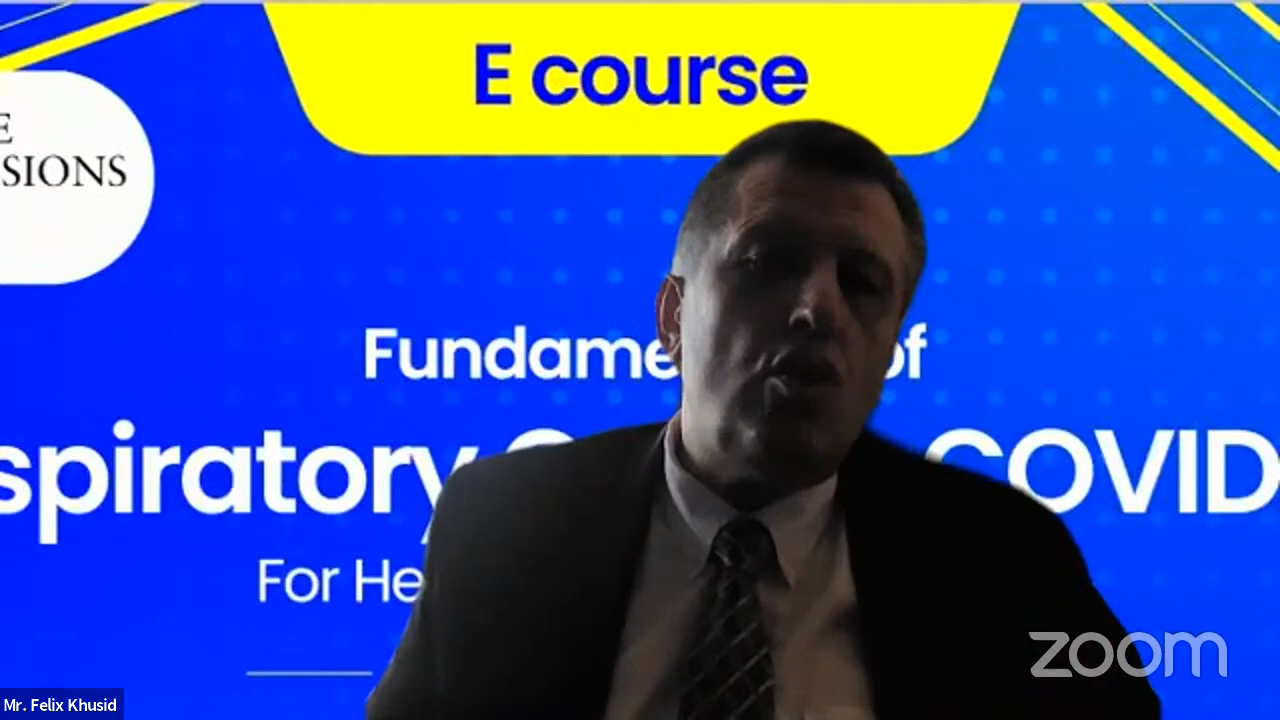 E course
E
SIONS
Fundame of
spiratory COVID
For He
zoom
Mr. Felix Khusid